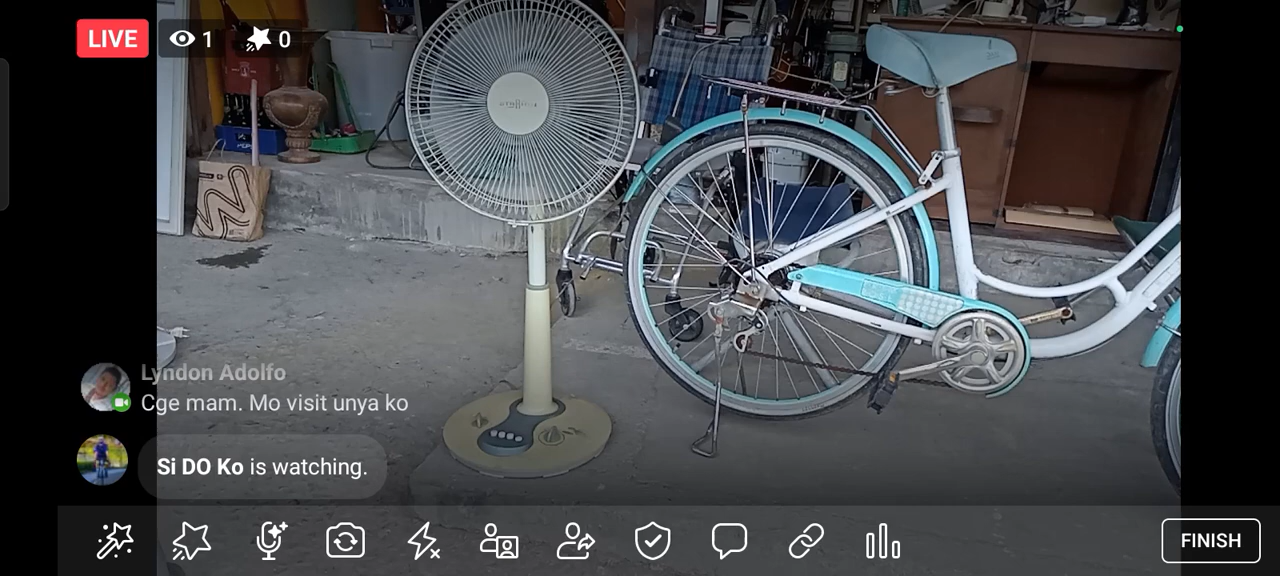 LIVE
1
0
Lyndon Adolfo
Cge mam. Mo visit unya ko
Si DO Ko is watching.
FINISH